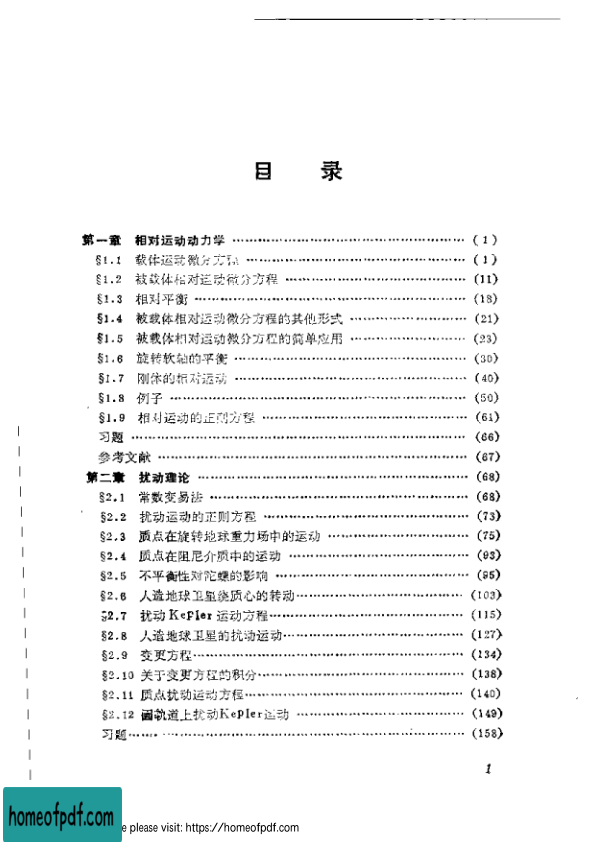 目 录
第一章 相对运动动力学 ……………………………… (1)
§1.1 载体运动微分方程 ……………………………… (1)
§1.2 被载体相对运动微分方程 ……………………………… (11)
§1.3 相对平衡 ……………………………… (18)
§1.4 被载体相对运动微分方程的其他形式 ……………………………… (21)
§1.5 被载体相对运动微分方程的简单应用 ……………………………… (23)
§1.6 旋转软轴的平衡 ……………………………… (30)
§1.7 刚体的相对运动 ……………………………… (40)
§1.8 例子 ……………………………… (50)
§1.9 相对运动的正则方程 ……………………………… (61)
习题 ……………………………… (66)
参考文献 ……………………………… (67)
第二章 扰动理论 ……………………………… (68)
§2.1 常数变易法 ……………………………… (68)
§2.2 扰动运动的正则方程 ……………………………… (73)
§2.3 质点在旋转地球重力场中的运动 ……………………………… (75)
§2.4 质点在阻尼介质中的运动 ……………………………… (93)
§2.5 不平衡性对陀螺的影响 ……………………………… (95)
§2.6 人造地球卫星绕质心的转动 ……………………………… (103)
§2.7 扰动Kepler运动方程 ……………………………… (115)
§2.8 人造地球卫星的扰动运动 ……………………………… (127)
§2.9 变更方程 ……………………………… (134)
§2.10 关于变更方程的积分 ……………………………… (138)
§2.11 质点扰动运动方程 ……………………………… (140)
§2.12 圆轨道上扰动Kepler运动 ……………………………… (149)
习题 ……………………………… (158)
1
homeofpdf.com
e please visit: https://homeofpdf.com